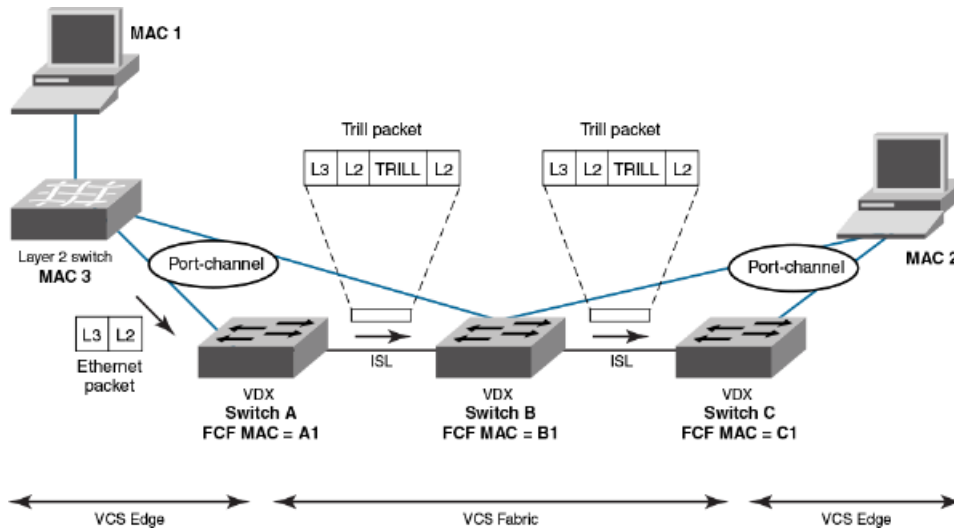 MAC 1
Trill packet
L3 L2 TRILL L2
Trill packet
L3 L2 TRILL L2
Layer 2 switch
MAC 3
Port-channel
Port-channel
MAC 2
L3 L2
Ethernet
packet
ISL
ISL
VDX
Switch A
FCF MAC = A1
VDX
Switch B
FCF MAC = B1
VDX
Switch C
FCF MAC = C1
VCS Edge
VCS Fabric
VCS Edge